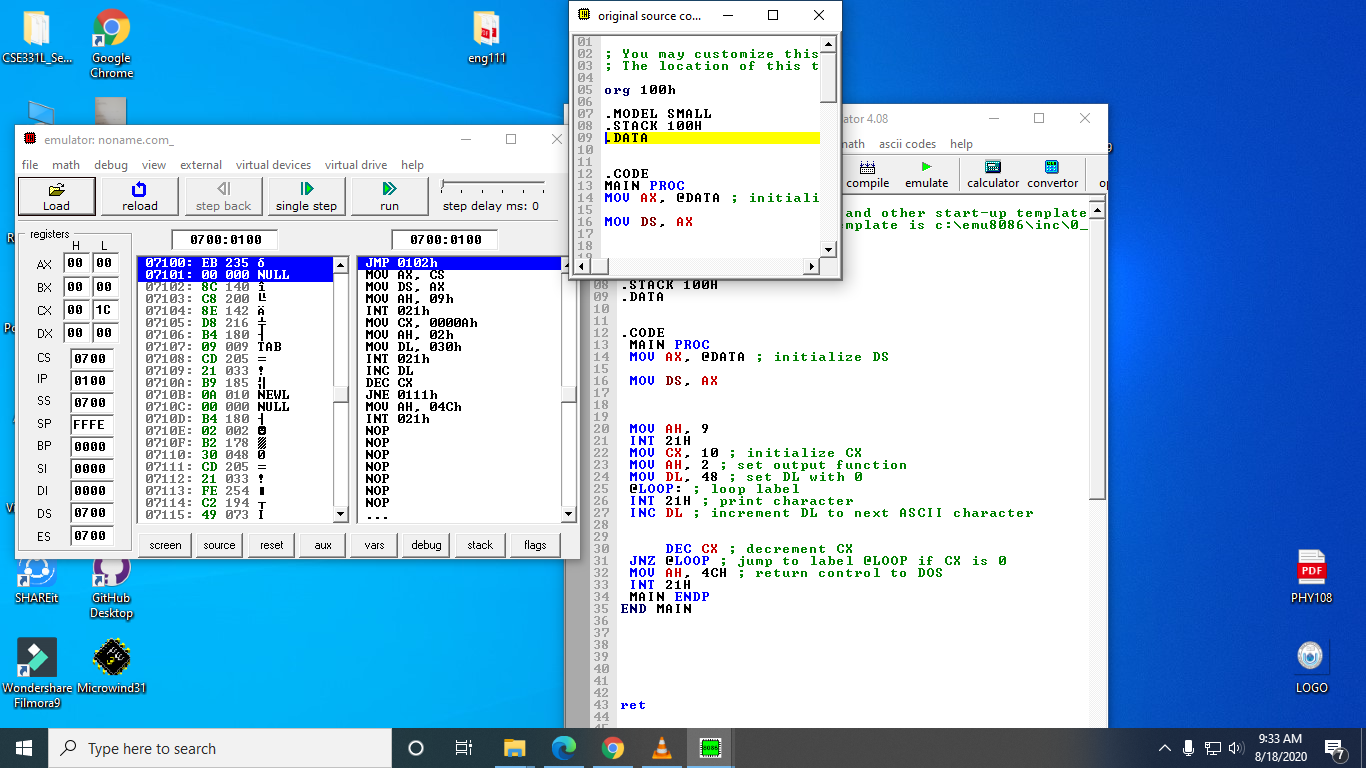 CSE331L_Se...
Google
Chrome
eng111
original source co...
01
02 ; You may customize this
03 ; The location of this t
04
05 org 100h
06
07 .MODEL SMALL
08 .STACK 100H
09 .DATA
10
11
12 .CODE
13 MAIN PROC
14 MOV AX, @DATA ; initiali
15
16 MOV DS, AX
17
18
emulator: noname.com_
file math debug view external virtual devices virtual drive help
Load reload step back single step run step delay ms: 0
registers
H L
AX 00 00
BX 00 00
CX 00 1C
DX 00 00
CS 0700
IP 0100
SS 0700
SP FFFE
BP 0000
SI 0000
DI 0000
DS 0700
ES 0700
0700:0100 0700:0100
07100: EB 235 δ
07101: 00 000 NULL
07102: 8C 140 î
07103: C8 200 ╚
07104: 8E 142 Ä
07105: D8 216 ╪
07106: B4 180 ┤
07107: 09 009 TAB
07108: CD 205 =
07109: 21 033 !
0710A: B9 185 ╣
0710B: 0A 010 NEWL
0710C: 00 000 NULL
0710D: B4 180 ┤
0710E: 02 002 ☻
0710F: B2 178 ▓
07110: 30 048 0
07111: CD 205 =
07112: 21 033 !
07113: FE 254 ■
07114: C2 194 ┬
07115: 49 073 I
JMP 0102h
MOV AX, CS
MOV DS, AX
MOV AH, 09h
INT 021h
MOV CX, 0000Ah
MOV AH, 02h
MOV DL, 030h
INT 021h
INC DL
DEC CX
JNE 0111h
MOV AH, 04Ch
INT 021h
NOP
NOP
NOP
NOP
NOP
NOP
NOP
...
screen source reset aux vars debug stack flags
ator 4.08
math ascii codes help
compile emulate calculator convertor op
and other start-up template
emplate is c:\emu8086\inc\0_
08 .STACK 100H
09 .DATA
10
11
12 .CODE
13 MAIN PROC
14 MOV AX, @DATA ; initialize DS
15
16 MOV DS, AX
17
18
19
20 MOV AH, 9
21 INT 21H
22 MOV CX, 10 ; initialize CX
23 MOV AH, 2 ; set output function
24 MOV DL, 48 ; set DL with 0
25 @LOOP: ; loop label
26 INT 21H ; print character
27 INC DL ; increment DL to next ASCII character
28
29
30 DEC CX ; decrement CX
31 JNZ @LOOP ; jump to label @LOOP if CX is 0
32 MOV AH, 4CH ; return control to DOS
33 INT 21H
34 MAIN ENDP
35 END MAIN
36
37
38
39
40
41
42
43 ret
44
SHAREit
GitHub
Desktop
Wondershare
Filmora9
Microwind31
PDF
PHY108
LOGO
Type here to search
8086
9:33 AM
8/18/2020
7